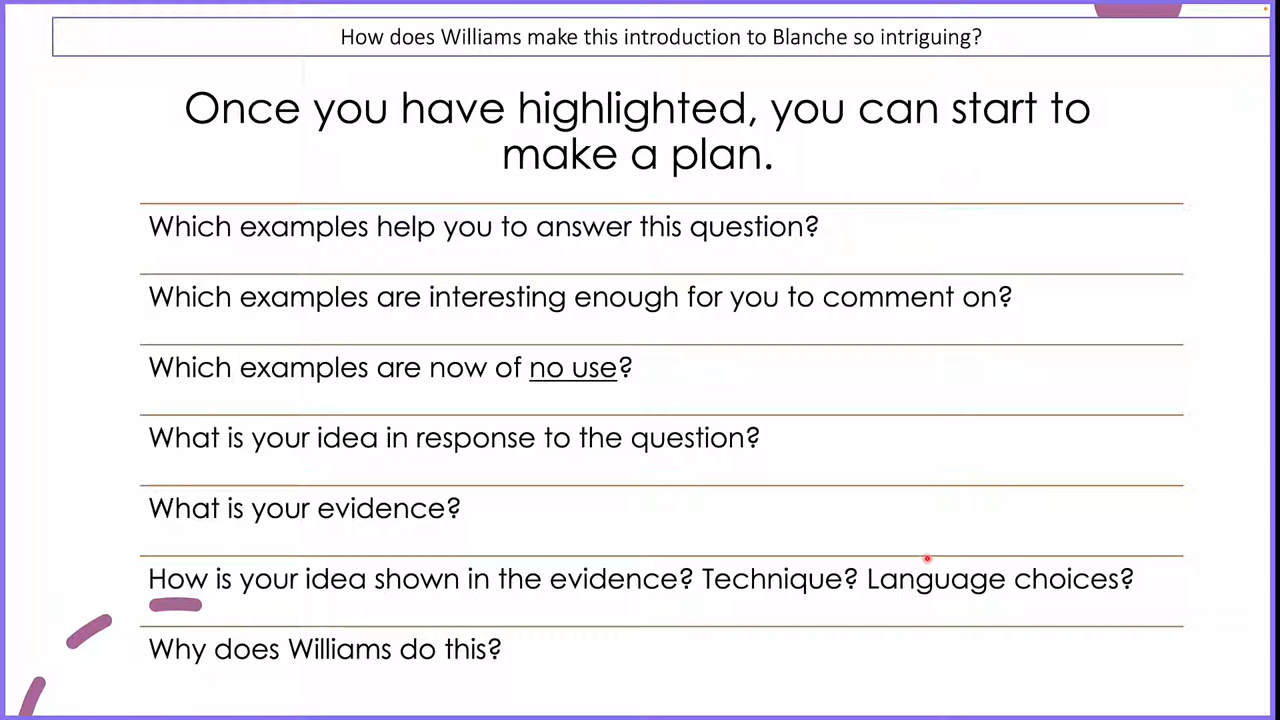 How does Williams make this introduction to Blanche so intriguing?
Once you have highlighted, you can start to
make a plan.
Which examples help you to answer this question?
Which examples are interesting enough for you to comment on?
Which examples are now of no use?
What is your idea in response to the question?
What is your evidence?
How is your idea shown in the evidence? Technique? Language choices?
Why does Williams do this?